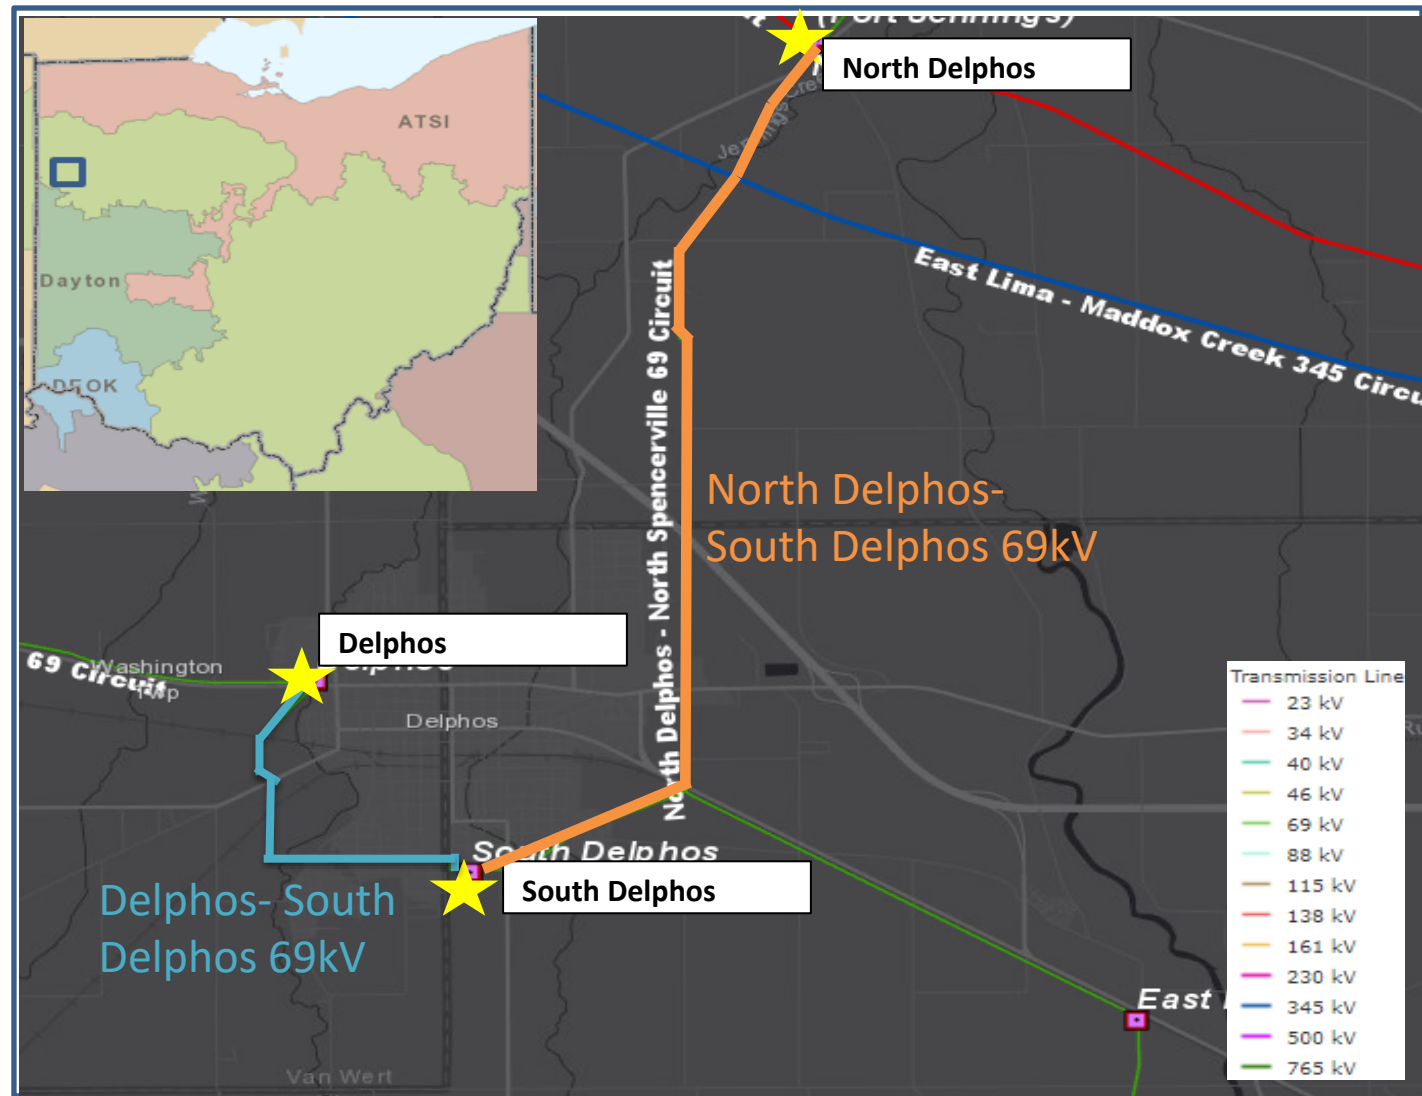 ATSI
Dayton
DEOK
North Delphos
East Lima - Maddox Creek 345
North Delphos - North Spencerville 69 Circuit
North Delphos-
South Delphos 69kV
Delphos
69 Circuit
Washington
Twp
Delphos
South Delphos
South Delphos
Delphos- South
Delphos 69kV
East
Van Wert
Transmission Line
23 kV
34 kV
40 kV
46 kV
69 kV
88 kV
115 kV
138 kV
161 kV
230 kV
345 kV
500 kV
765 kV